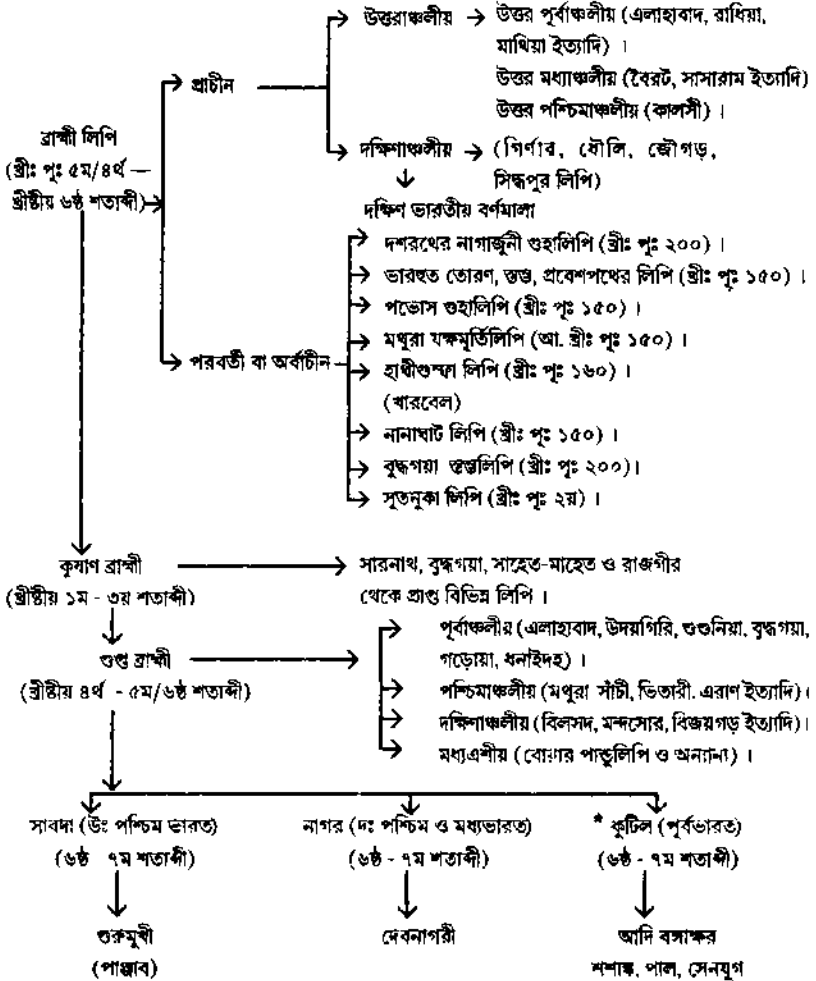 উত্তরাঞ্চলীয় → উত্তর পূর্বাঞ্চলীয় (এলাহাবাদ, রাধিয়া,
মাথিয়া ইত্যাদি) ।
উত্তর মধ্যাঞ্চলীয় (বৈরট, সাসারাম ইত্যাদি)
উত্তর পশ্চিমাঞ্চলীয় (কালসী) ।
প্রাচীন
দক্ষিণাঞ্চলীয় → (গির্ণার, ধৌলি, জৌগড়,
সিদ্ধপুর লিপি)
ব্রাহ্মী লিপি
(খ্রীঃ পূঃ ৫ম/৪র্থ –
খ্রীষ্টীয় ৬ষ্ঠ শতাব্দী)
দক্ষিণ ভারতীয় বর্ণমালা
পরবর্তী বা অর্বাচীন
দশরথের নাগার্জুনী গুহালিপি (খ্রীঃ পূঃ ২০০) ।
ভারহুত তোরণ, স্তম্ভ, প্রবেশপথের লিপি (খ্রীঃ পূঃ ১৫০) ।
পভোস গুহালিপি (খ্রীঃ পূঃ ১৫০) ।
মথুরা যক্ষমূর্তিলিপি (আ. খ্রীঃ পূঃ ১৫০) ।
হাথীগুম্ফা লিপি (খ্রীঃ পূঃ ১৬০) ।
(খারবেল)
নানাঘাট লিপি (খ্রীঃ পূঃ ১৫০) ।
বুদ্ধগয়া স্তম্ভলিপি (খ্রীঃ পূঃ ২০০)।
সূতনুকা লিপি (খ্রীঃ পূঃ ২য়) ।
কুষাণ ব্রাহ্মী
(খ্রীষ্টীয় ১ম - ৩য় শতাব্দী)
সারনাথ, বুদ্ধগয়া, সাহেত-মাহেত ও রাজগীর
থেকে প্রাপ্ত বিভিন্ন লিপি ।
গুপ্ত ব্রাহ্মী
(খ্রীষ্টীয় ৪র্থ - ৫ম/৬ষ্ঠ শতাব্দী)
পূর্বাঞ্চলীয় (এলাহাবাদ, উদয়গিরি, শুশুনিয়া, বুদ্ধগয়া,
গড়োয়া, ধনাইদহ) ।
পশ্চিমাঞ্চলীয় (মথুরা সাঁচী, ভিতারী. এরাণ ইত্যাদি) ।
দক্ষিণাঞ্চলীয় (বিলসদ, মন্দসোর, বিজয়গড় ইত্যাদি) ।
মধ্যএশীয় (পান্ডুলিপি ও অন্যান্য) ।
সাবদা (উঃ পশ্চিম ভারত)
(৬ষ্ঠ - ৭ম শতাব্দী)
গুরুমুখী
(পাঞ্জাব)
নাগর (দঃ পশ্চিম ও মধ্যভারত)
(৬ষ্ঠ - ৭ম শতাব্দী)
দেবনাগরী
* কুটিল (পূর্বভারত)
(৬ষ্ঠ - ৭ম শতাব্দী)
আদি বঙ্গাক্ষর
শশাঙ্ক, পাল, সেনযুগ